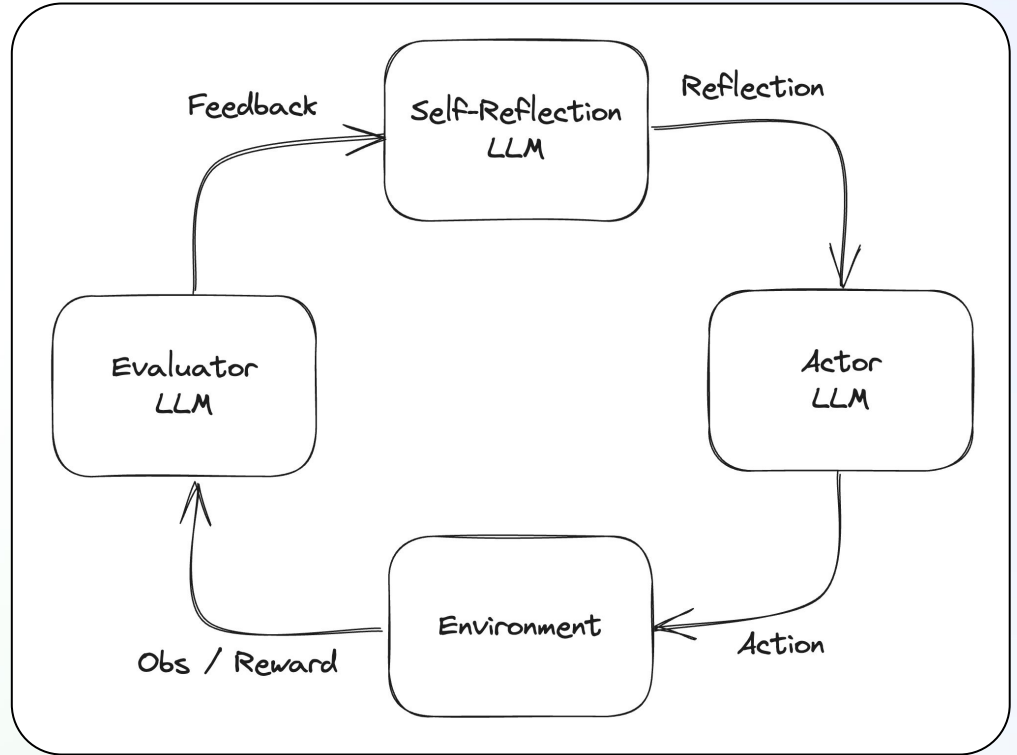 Feedback
Self-Reflection
LLM
Reflection
Evaluator
LLM
Actor
LLM
Environment
Obs / Reward
Action